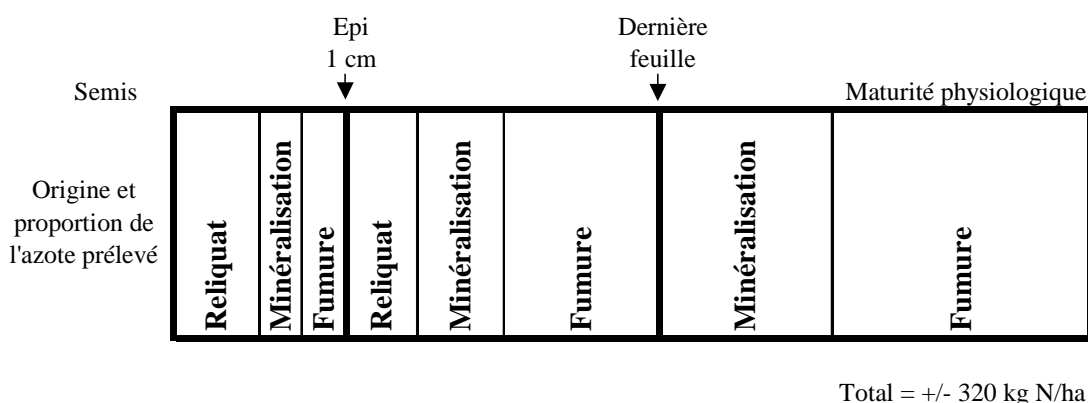 Epi
1 cm
Dernière
feuille
Semis
Maturité physiologique
Origine et
proportion de
l'azote prélevé
Reliquat
Minéralisation
Fumure
Reliquat
Minéralisation
Fumure
Minéralisation
Fumure
Total = +/- 320 kg N/ha